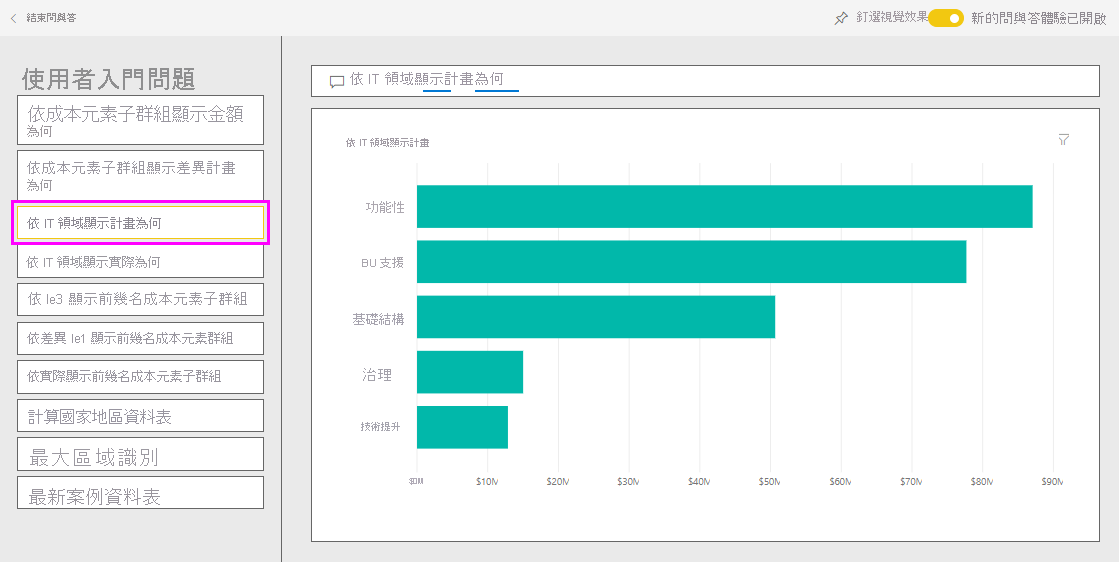 結束問與答
釘選視覺效果
新的問與答體驗已開啟
使用者入門問題
依成本元素子群組顯示金額
為何
依成本元素子群組顯示差異計畫
為何
依 IT 領域顯示計畫為何
依 IT 領域顯示實際為何
依 le3 顯示前幾名成本元素子群組
依差異 le1 顯示前幾名成本元素群組
依實際顯示前幾名成本元素子群組
計算國家地區資料表
最大區域識別
最新案例資料表
依 IT 領域顯示計畫為何
依 IT 領域顯示計畫
功能性
BU 支援
基礎結構
治理
技術提升
$0M $10M $20M $30M $40M $50M $60M $70M $80M $90M